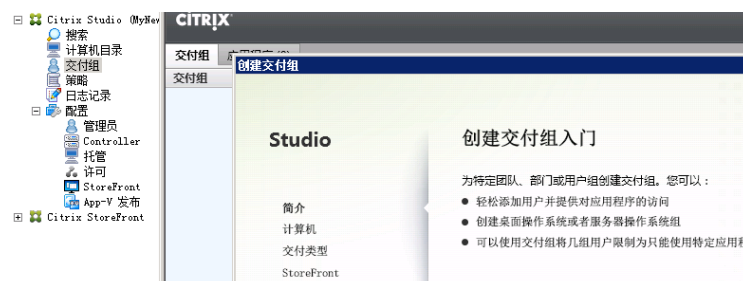 Citrix Studio (MyNew
搜索
计算机目录
交付组
策略
日志记录
配置
管理员
Controller
托管
许可
StoreFront
App-V 发布
Citrix StoreFront
CITRIX
交付组
交付组
创建交付组
Studio
简介
计算机
交付类型
StoreFront
创建交付组入门
为特定团队、部门或用户组创建交付组。您可以：
● 轻松添加用户并提供对应用程序的访问
● 创建桌面操作系统或者服务器操作系统组
● 可以使用交付组将几组用户限制为只能使用特定应用程